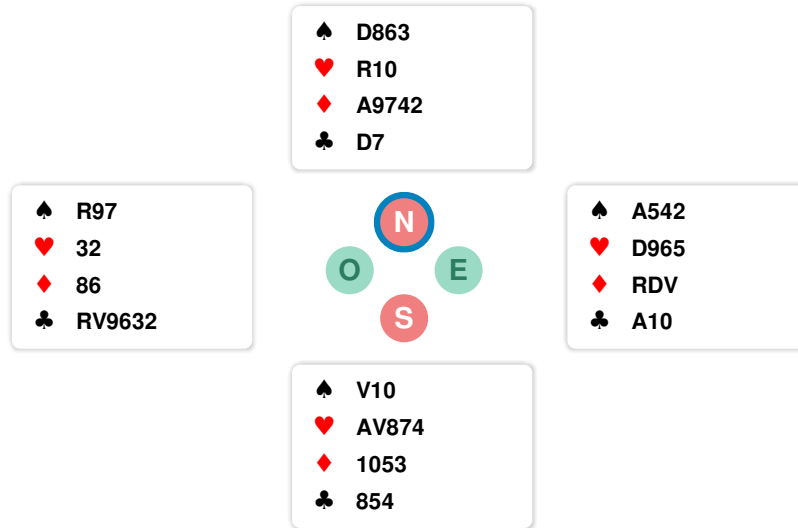 ♠ D863
♥ R10
♦ A9742
♣ D7
♠ R97
♥ 32
♦ 86
♣ RV9632
N
O E
S
♠ A542
♥ D965
♦ RDV
♣ A10
♠ V10
♥ AV874
♦ 1053
♣ 854